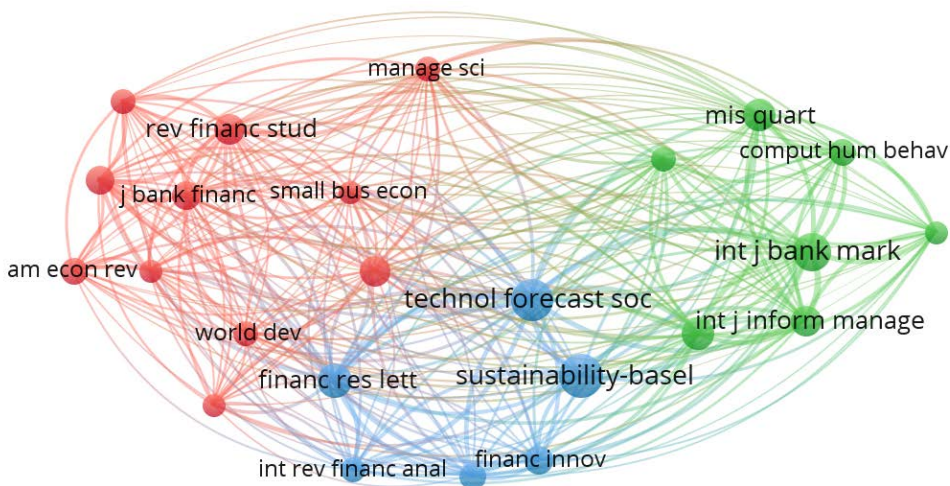 manage sci
mis quart
rev financ stud
comput hum behav
j bank financ
small bus econ
int j bank mark
am econ rev
technol forecast soc
int j inform manage
world dev
financ res lett
sustainability-basel
int rev financ anal
financ innov